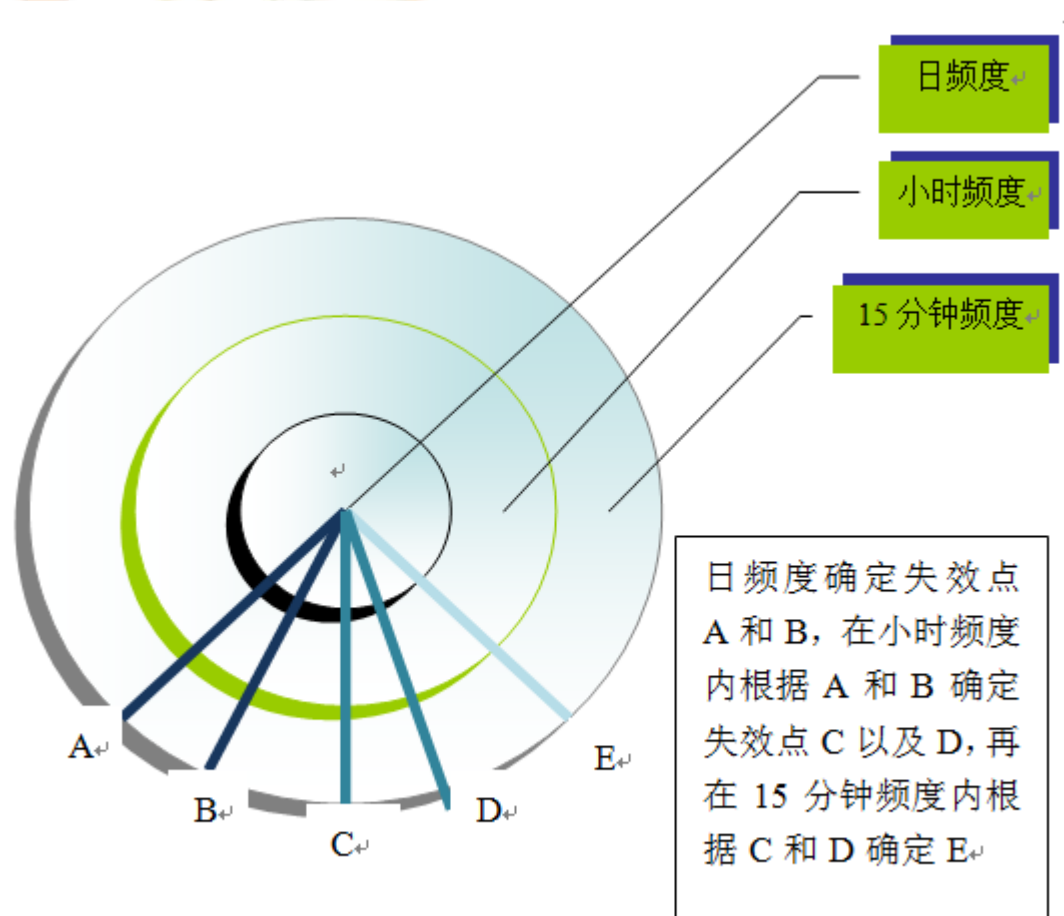 日频度
小时频度
15 分钟频度
日频度确定失效点
A 和 B，在小时频度
内根据 A 和 B 确定
失效点 C 以及 D，再
在 15 分钟频度内根
据 C 和 D 确定 E
A
B
C
D
E